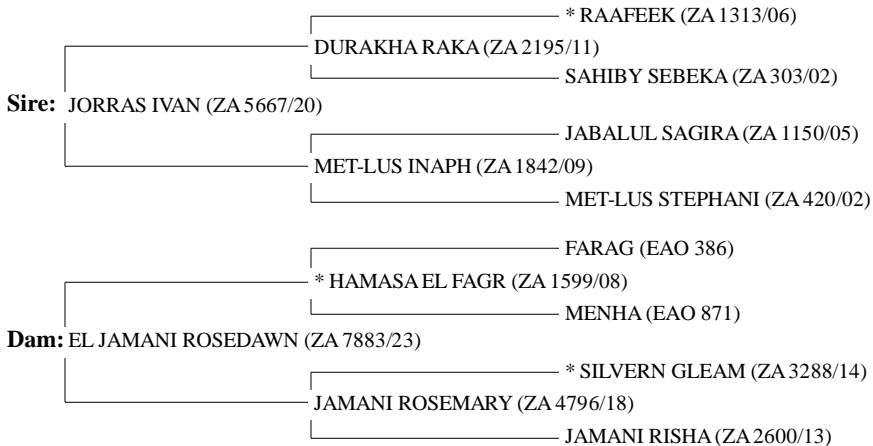 * RAAFEEK (ZA 1313/06)
DURAKHA RAKA (ZA 2195/11)
SAHIBY SEBEKA (ZA 303/02)
Sire: JORRAS IVAN (ZA 5667/20)
JABALUL SAGIRA (ZA 1150/05)
MET-LUS INAPH (ZA 1842/09)
MET-LUS STEPHANI (ZA 420/02)
FARAG (EAO 386)
* HAMASA EL FAGR (ZA 1599/08)
MENHA (EAO 871)
Dam: EL JAMANI ROSEDAWN (ZA 7883/23)
* SILVERN GLEAM (ZA 3288/14)
JAMANI ROSEMARY (ZA 4796/18)
JAMANI RISHA (ZA 2600/13)